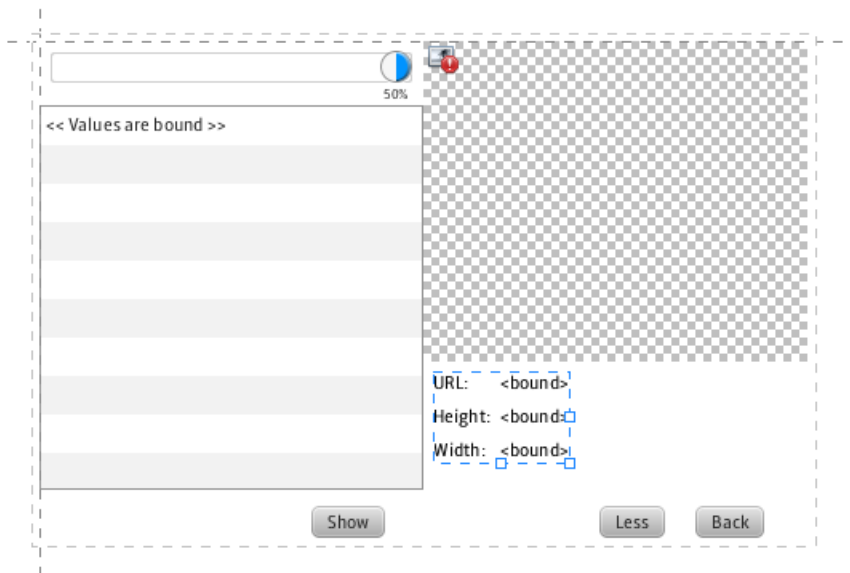 50%
<< Values are bound >>
URL: <bound>
Height: <bound>
Width: <bound>
Show
Less
Back